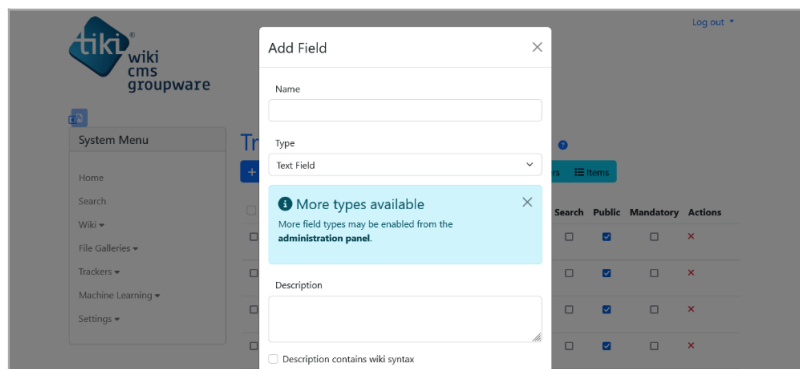 Log out
tiki
wiki
cms
groupware
Add Field
Name
System Menu
Tr
Type
Text Field
Items
Home
Search
Wiki
File Galleries
Trackers
Machine Learning
Settings
More types available
More field types may be enabled from the
administration panel.
Search Public Mandatory Actions
Description
Description contains wiki syntax